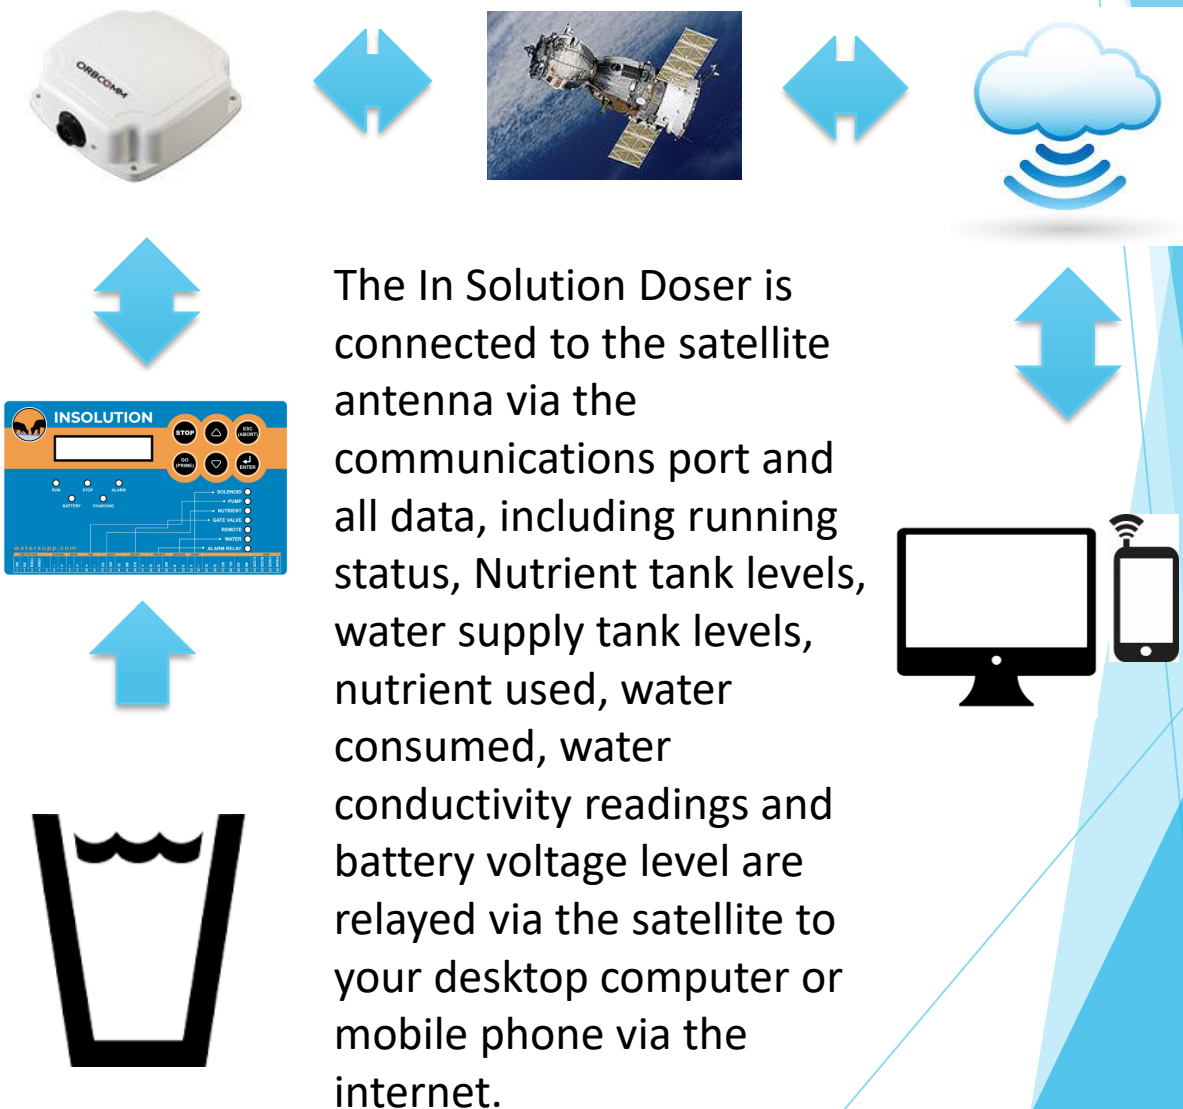 ORBCOMM
The In Solution Doser is
connected to the satellite
antenna via the
communications port and
all data, including running
status, Nutrient tank levels,
water supply tank levels,
nutrient used, water
consumed, water
conductivity readings and
battery voltage level are
relayed via the satellite to
your desktop computer or
mobile phone via the
internet.
INSOLUTION
STOP
ESC
(ABORT)
GO
(PRIME)
ENTER
RUN
STOP
ALARM
BATTERY
CHARGING
SOLENOID
PUMP
NUTRIENT
GATE VALVE
REMOTE
WATER
ALARM RELAY
watersupp.com